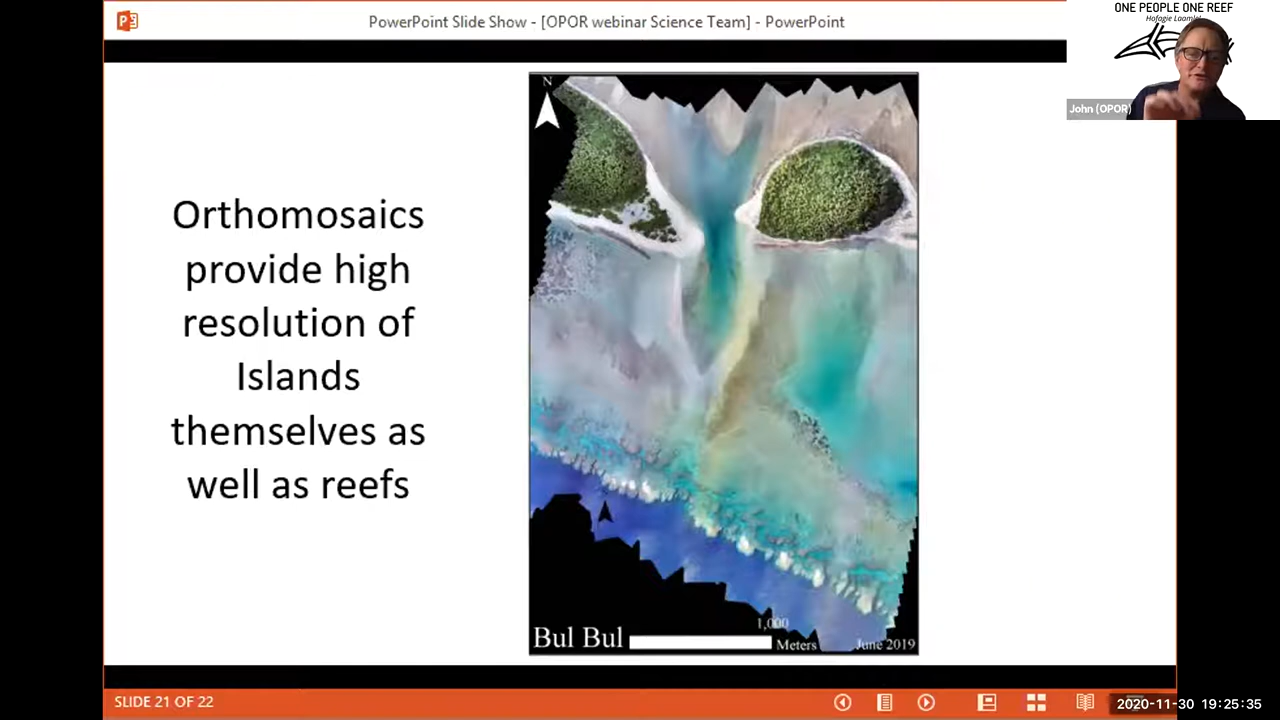 PowerPoint Slide Show - [OPOR webinar Science Team] - PowerPoint
ONE PEOPLE ONE REEF
Hofagie Laamle
John (OPOR)
N
Orthomosaics
provide high
resolution of
Islands
themselves as
well as reefs
1,000
Bul Bul
Meters
June 2019
SLIDE 21 OF 22
2020-11-30 19:25:35